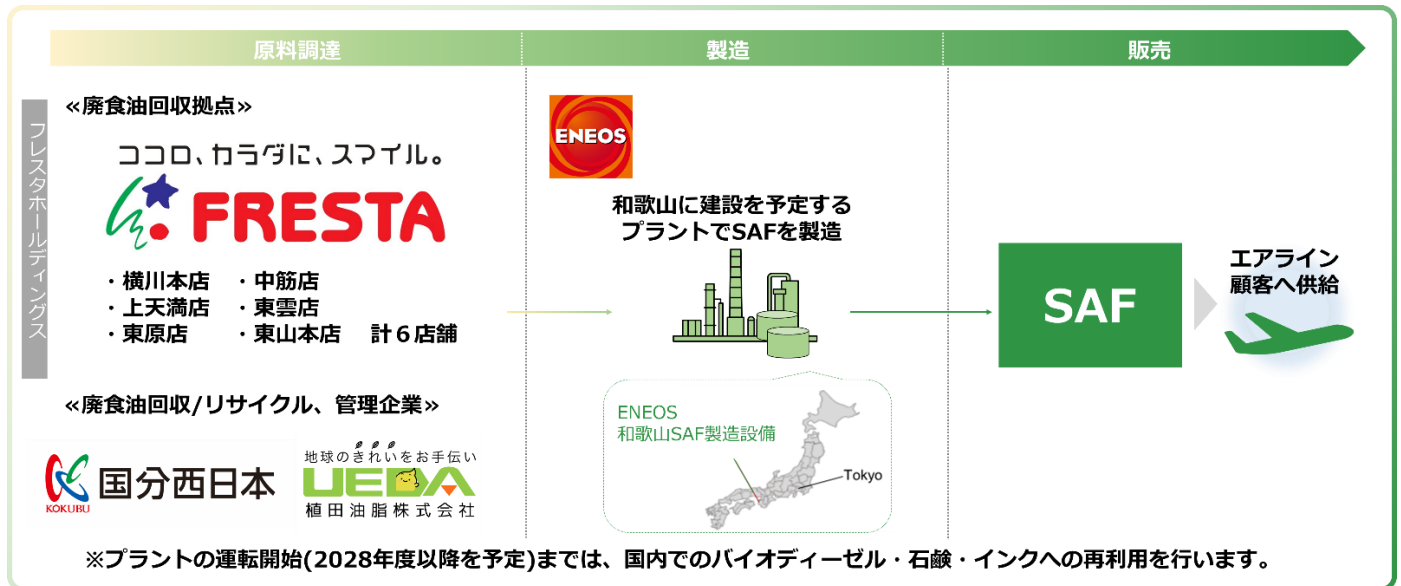 原料調達
製造
販売
フレスタホールディングス
≪廃食油回収拠点≫
ココロ、カラダに、スマイル。
FRESTA
・横川本店 ・中筋店
・上天満店 ・東雲店
・東原店 ・東山本店 計６店舗
≪廃食油回収/リサイクル、管理企業≫
KOKUBU
国分西日本
地球のきれいをお手伝い
UEDA
植田油脂株式会社
ENEOS
和歌山に建設を予定する
プラントでSAFを製造
ENEOS
和歌山SAF製造設備
Tokyo
SAF
エアライン
顧客へ供給
※プラントの運転開始(2028年度以降を予定)までは、国内でのバイオディーゼル・石鹸・インクへの再利用を行います。